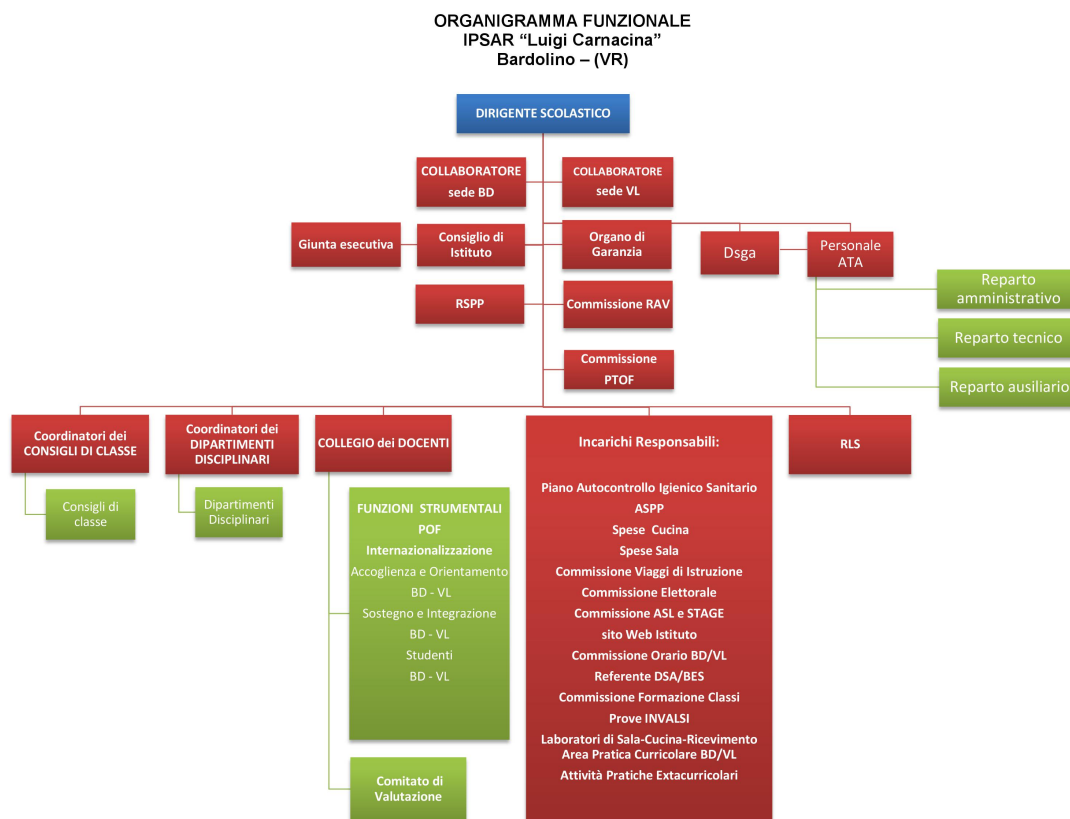 ORGANIGRAMMA FUNZIONALE
IPSAR “Luigi Carnacina”
Bardolino – (VR)
DIRIGENTE SCOLASTICO
COLLABORATORE
sede BD
COLLABORATORE
sede VL
Giunta esecutiva
Consiglio di
Istituto
Organo di
Garanzia
Dsga
Personale
ATA
RSPP
Commissione RAV
Reparto
amministrativo
Reparto tecnico
Reparto ausiliario
Commissione
PTOF
Coordinatori dei
CONSIGLI DI CLASSE
Consigli di
classe
Coordinatori dei
DIPARTIMENTI
DISCIPLINARI
Dipartimenti
Disciplinari
COLLEGIO dei DOCENTI
FUNZIONI STRUMENTALI
POF
Internazionalizzazione
Accoglienza e Orientamento
BD - VL
Sostegno e Integrazione
BD - VL
Studenti
BD - VL
Comitato di
Valutazione
Incarichi Responsabili:
Piano Autocontrollo Igienico Sanitario
ASPP
Spese Cucina
Spese Sala
Commissione Viaggi di Istruzione
Commissione Elettorale
Commissione ASL e STAGE
sito Web Istituto
Commissione Orario BD/VL
Referente DSA/BES
Commissione Formazione Classi
Prove INVALSI
Laboratori di Sala-Cucina-Ricevimento
Area Pratica Curricolare BD/VL
Attività Pratiche Extacurricolari
RLS